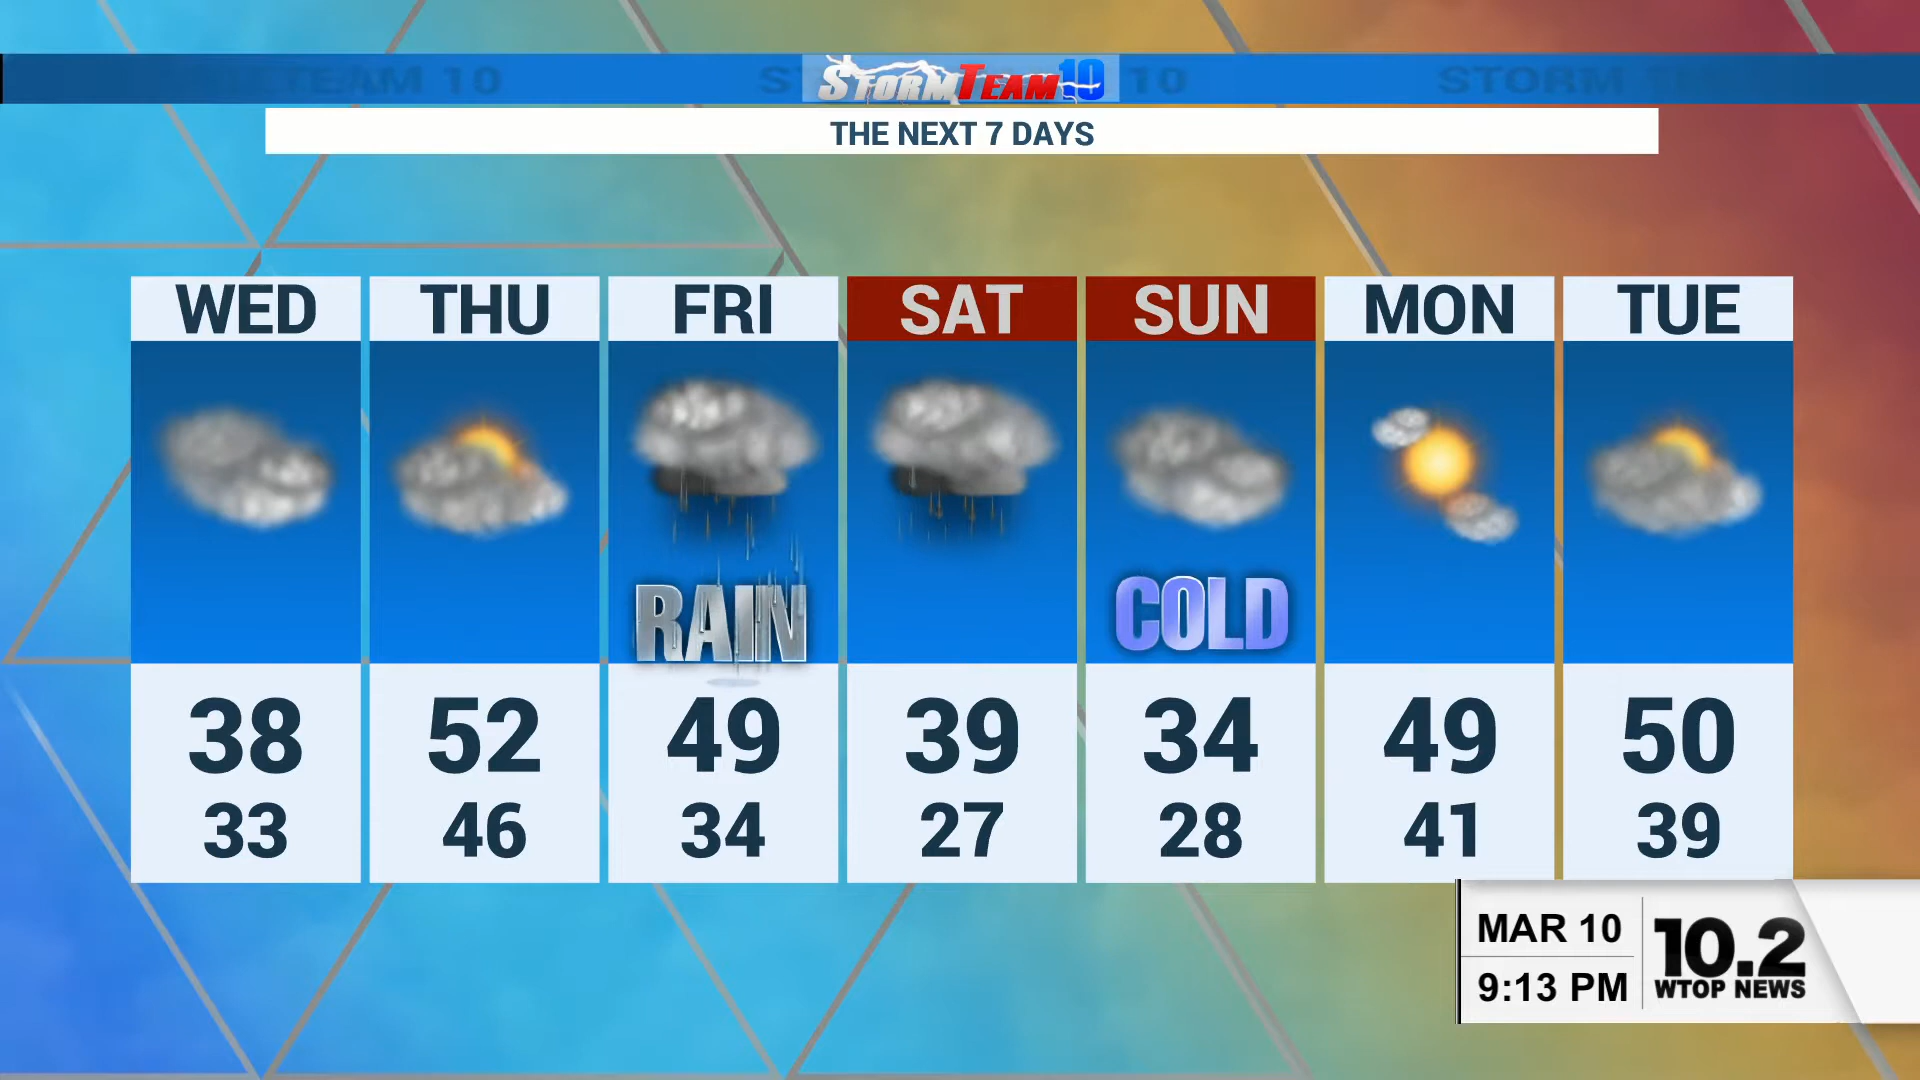 TEAM 10
STORMTEAM10
10
STORM
THE NEXT 7 DAYS
WED THU FRI SAT SUN MON TUE
RAIN COLD
38 52 49 39 34 49 50
33 46 34 27 28 41 39
MAR 10
9:13 PM
10.2
WTOP NEWS